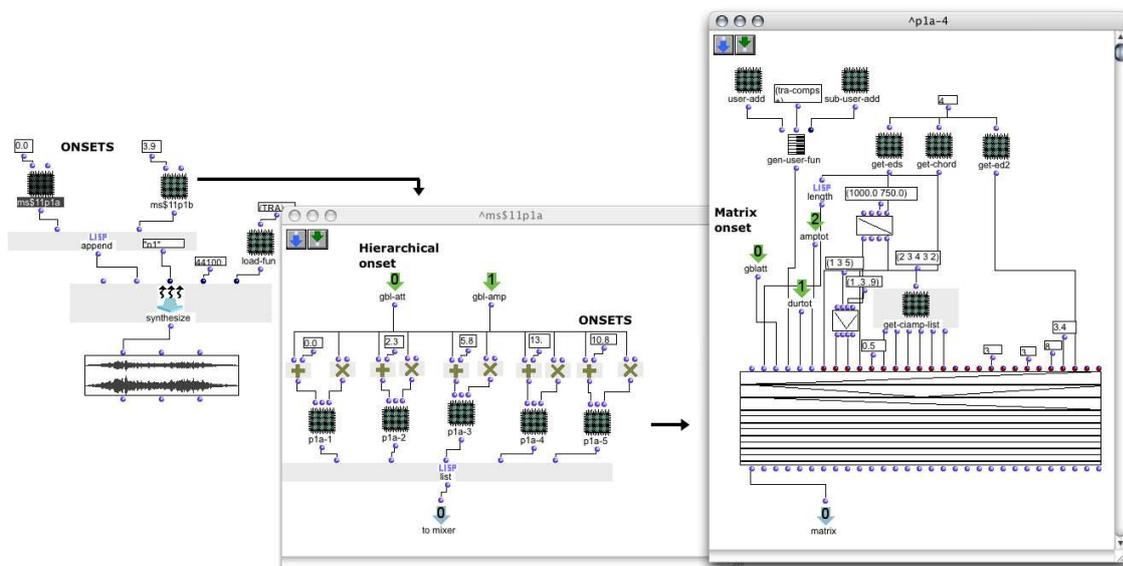 ONSETS
0.0
3.9
ms$11p1a
ms$11p1b
LISP
append
"p1"
44100
load-fun
synthesize
^ms$11p1a
Hierarchical
onset
0
gbl-att
1
gbl-amp
ONSETS
0.0
2.3
5.8
13.
10.8
p1a-1
p1a-2
p1a-3
p1a-4
p1a-5
LISP
list
0
to mixer
^p1a-4
user-add
(tra-comps
sub-user-add
4
gen-user-fun
get-eds
get-chord
get-ed2
LISP
length
(1000.0 750.0)
Matrix
onset
2
amptot
0
gblatt
(1 3 5)
(2 3 4 3 2)
1
durtot
(1 .3 .9)
get-ciamp-list
0.5
3
3
8
3.4
0
matrix